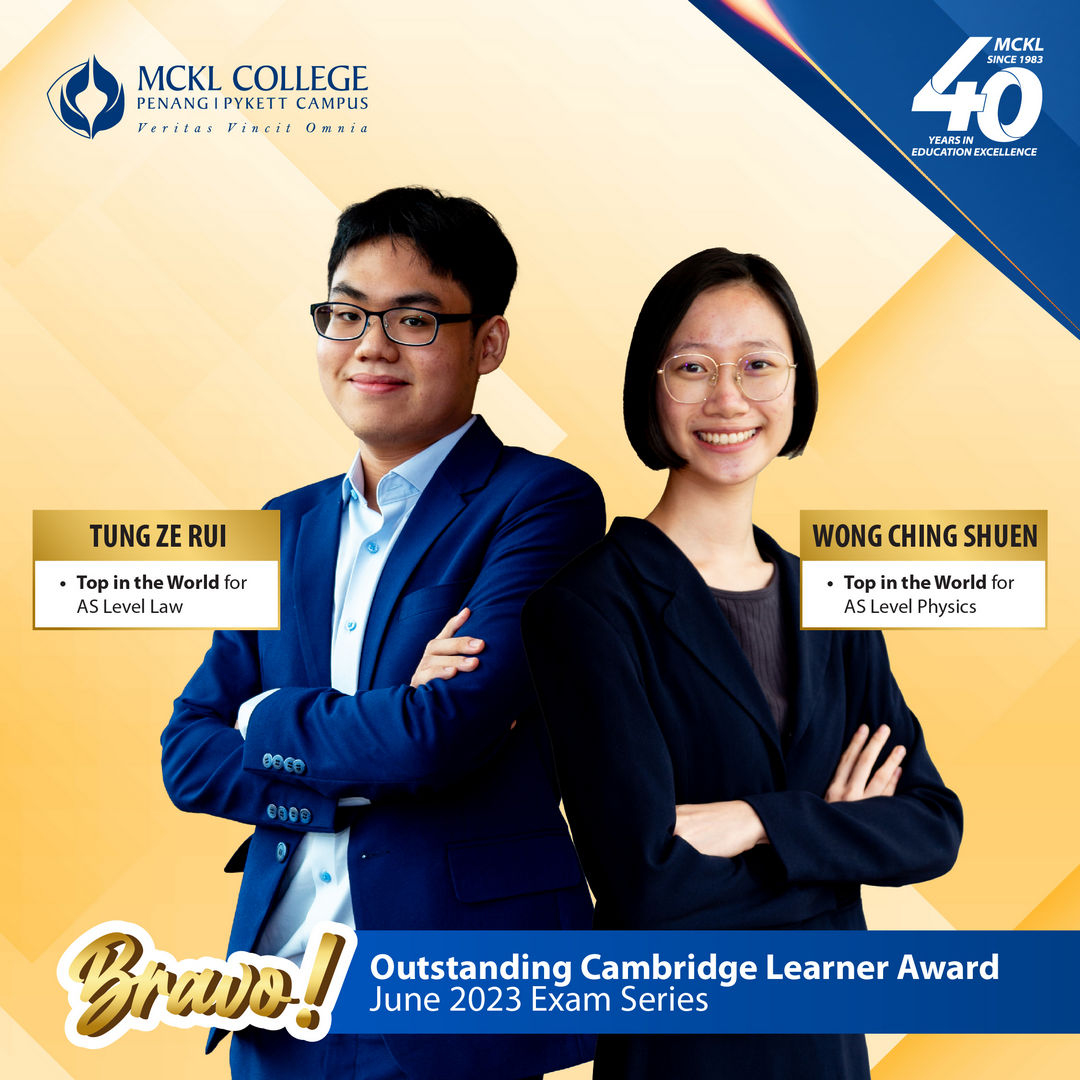 MCKL COLLEGE
PENANG | PYKETT CAMPUS
Veritas Vincit Omnia
MCKL
SINCE 1983
40
YEARS IN
EDUCATION EXCELLENCE
TUNG ZE RUI
• Top in the World for
AS Level Law
WONG CHING SHUEN
• Top in the World for
AS Level Physics
Bravo!
Outstanding Cambridge Learner Award
June 2023 Exam Series